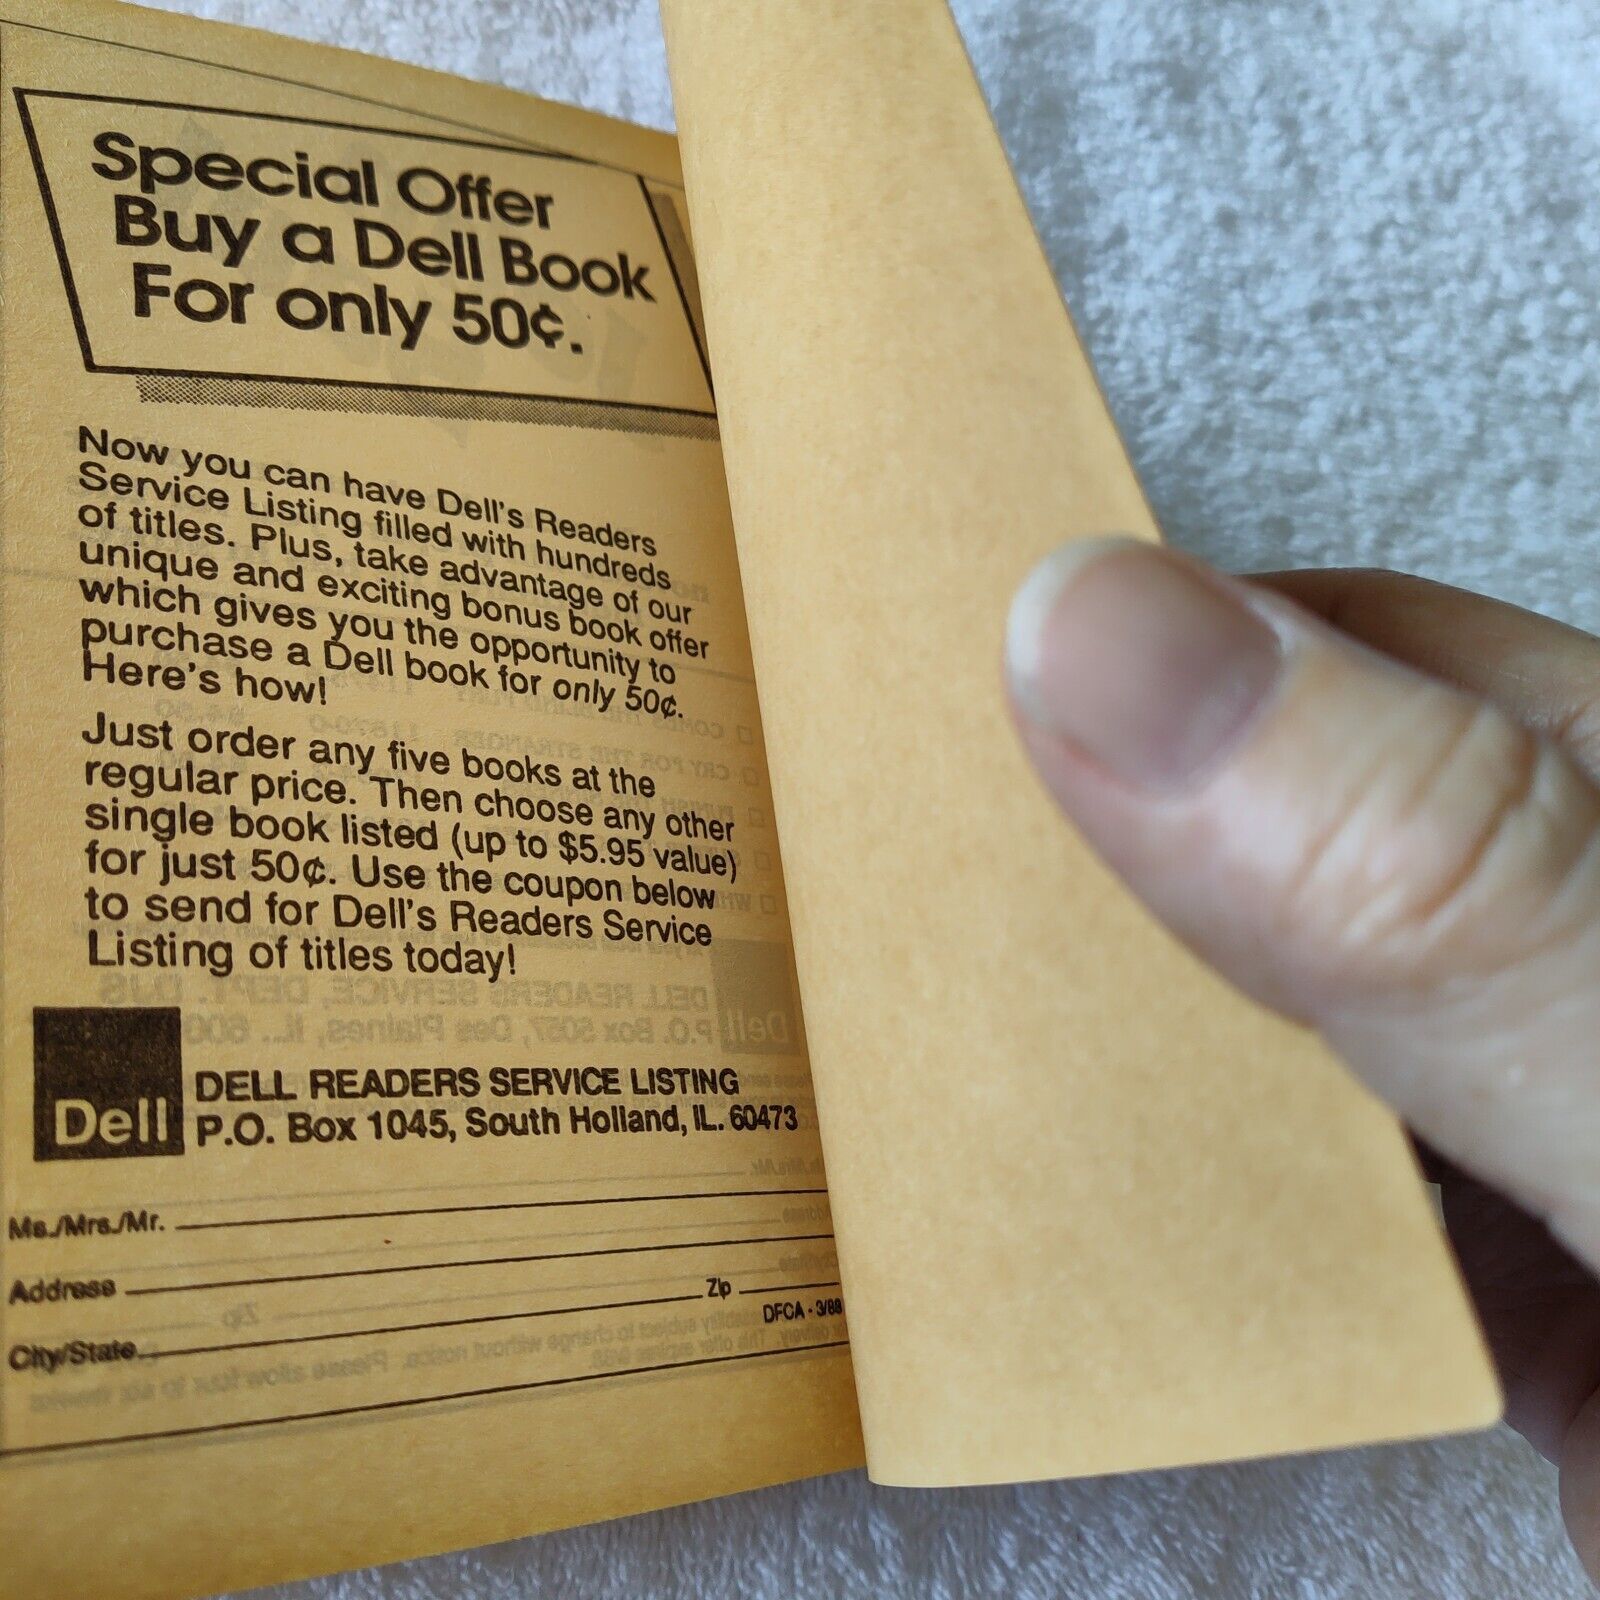 Special Offer
Buy a Dell Book
For only 50¢.
Now you can have Dell's Readers
Service Listing filled with hundreds
of titles. Plus, take advantage of our
unique and exciting bonus book offer
which gives you the opportunity to
purchase a Dell book for only 50¢.
Here's how!
Just order any five books at the
regular price. Then choose any other
single book listed (up to $5.95 value)
for just 50¢. Use the coupon below
to send for Dell's Readers Service
Listing of titles today!
Dell
DELL READERS SERVICE LISTING
P.O. Box 1045, South Holland, IL. 60473
Ms./Mrs./Mr.
Address
City/State
Zip
DFCA - 3/88